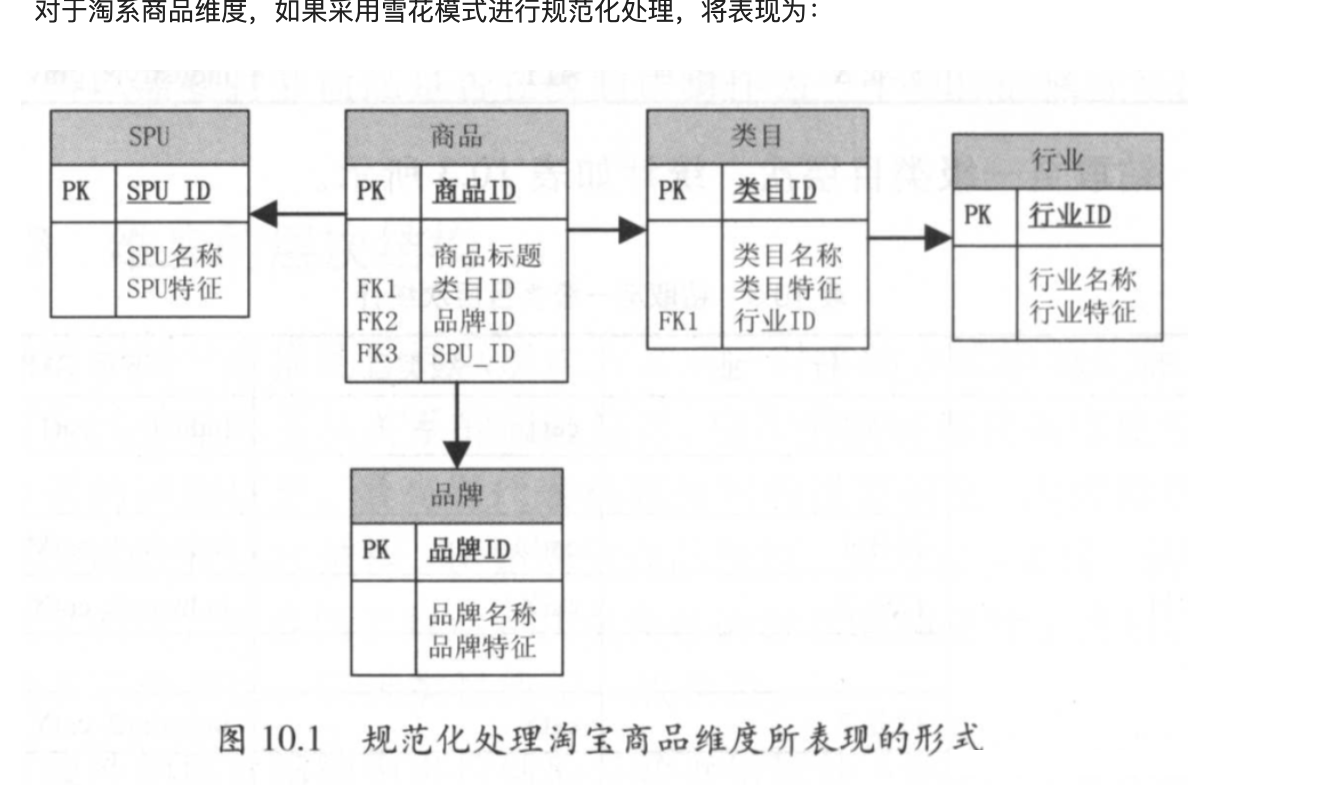 对于淘系商品维度，如果采用雪花模式进行规范化处理，将表现为：
SPU
PK SPU_ID
SPU名称
SPU特征
商品
PK 商品ID
商品标题
FK1 类目ID
FK2 品牌ID
FK3 SPU_ID
类目
PK 类目ID
类目名称
类目特征
FK1 行业ID
行业
PK 行业ID
行业名称
行业特征
品牌
PK 品牌ID
品牌名称
品牌特征
图 10.1 规范化处理淘宝商品维度所表现的形式